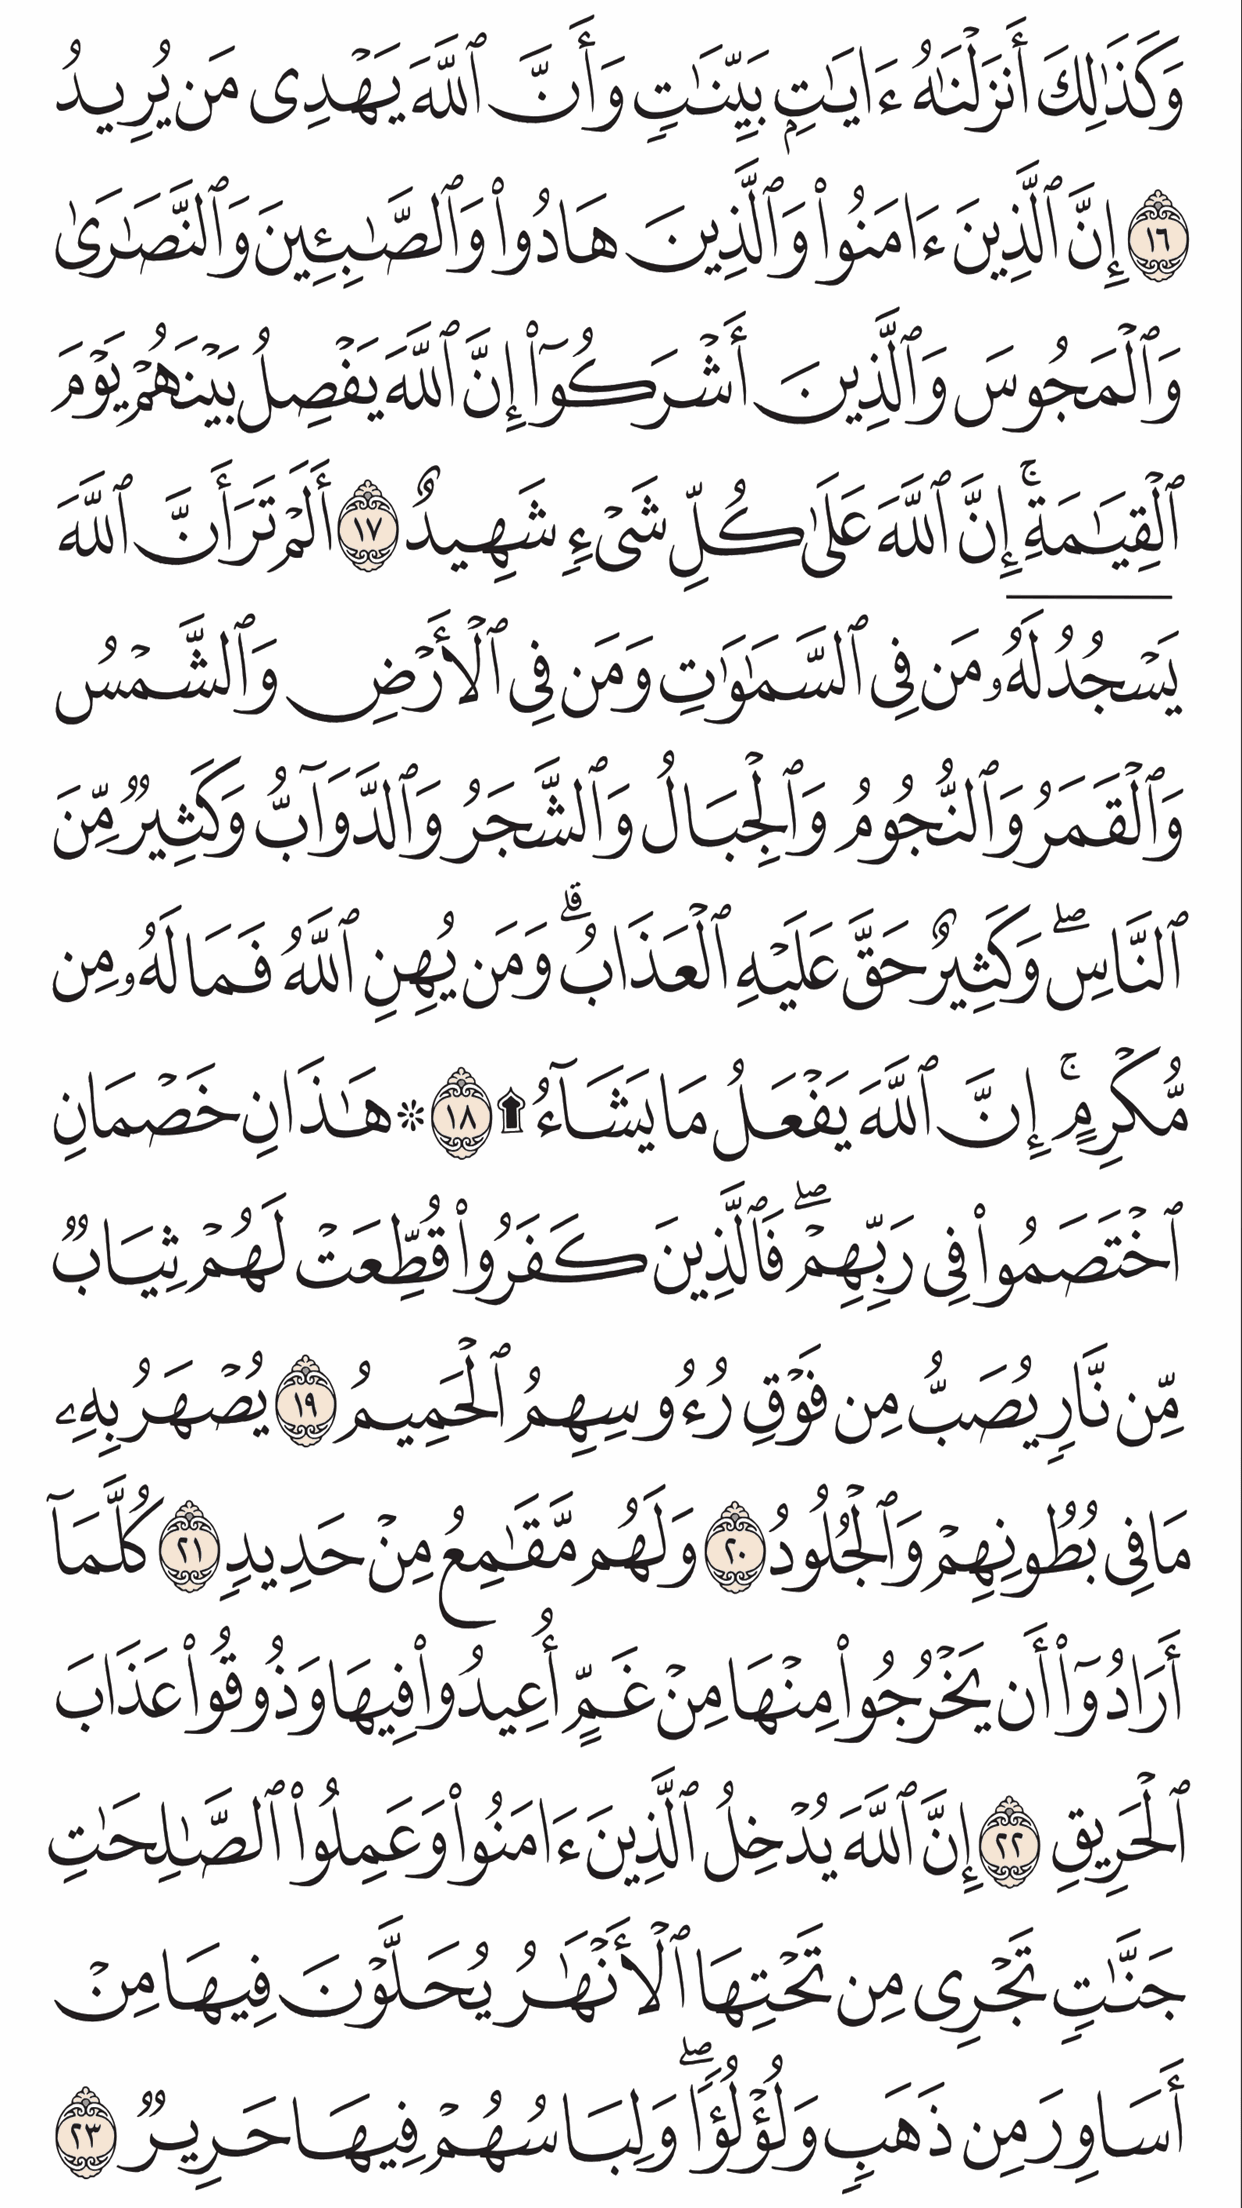 وَكَذَٰلِكَ أَنزَلْنَٰهُ ءَايَٰتٍۭ بَيِّنَٰتٍ وَأَنَّ ٱللَّهَ يَهْدِى مَن يُرِيدُ
١٦ إِنَّ ٱلَّذِينَ ءَامَنُوا۟ وَٱلَّذِينَ هَادُوا۟ وَٱلصَّٰبِـِٔينَ وَٱلنَّصَٰرَىٰ
وَٱلْمَجُوسَ وَٱلَّذِينَ أَشْرَكُوٓا۟ إِنَّ ٱللَّهَ يَفْصِلُ بَيْنَهُمْ يَوْمَ
ٱلْقِيَٰمَةِ ۚ إِنَّ ٱللَّهَ عَلَىٰ كُلِّ شَىْءٍ شَهِيدٌ ١٧ أَلَمْ تَرَ أَنَّ ٱللَّهَ
يَسْجُدُ لَهُۥ مَن فِى ٱلسَّمَٰوَٰتِ وَمَن فِى ٱلْأَرْضِ وَٱلشَّمْسُ
وَٱلْقَمَرُ وَٱلنُّجُومُ وَٱلْجِبَالُ وَٱلشَّجَرُ وَٱلدَّوَآبُّ وَكَثِيرٌ مِّنَ
ٱلنَّاسِ ۖ وَكَثِيرٌ حَقَّ عَلَيْهِ ٱلْعَذَابُ ۗ وَمَن يُهِنِ ٱللَّهُ فَمَا لَهُۥ مِن
مُّكْرِمٍ ۚ إِنَّ ٱللَّهَ يَفْعَلُ مَا يَشَآءُ ۩ ١٨ ۞ هَٰذَانِ خَصْمَانِ
ٱخْتَصَمُوا۟ فِى رَبِّهِمْ ۖ فَٱلَّذِينَ كَفَرُوا۟ قُطِّعَتْ لَهُمْ ثِيَابٌ
مِّن نَّارٍ يُصَبُّ مِن فَوْقِ رُءُوسِهِمُ ٱلْحَمِيمُ ١٩ يُصْهَرُ بِهِۦ
مَا فِى بُطُونِهِمْ وَٱلْجُلُودُ ٢٠ وَلَهُم مَّقَٰمِعُ مِنْ حَدِيدٍ ٢١ كُلَّمَآ
أَرَادُوٓا۟ أَن يَخْرُجُوا۟ مِنْهَا مِنْ غَمٍّ أُعِيدُوا۟ فِيهَا وَذُوقُوا۟ عَذَابَ
ٱلْحَرِيقِ ٢٢ إِنَّ ٱللَّهَ يُدْخِلُ ٱلَّذِينَ ءَامَنُوا۟ وَعَمِلُوا۟ ٱلصَّٰلِحَٰتِ
جَنَّٰتٍ تَجْرِى مِن تَحْتِهَا ٱلْأَنْهَٰرُ يُحَلَّوْنَ فِيهَا مِنْ
أَسَاوِرَ مِن ذَهَبٍ وَلُؤْلُؤًا ۖ وَلِبَاسُهُمْ فِيهَا حَرِيرٌ ٢٣